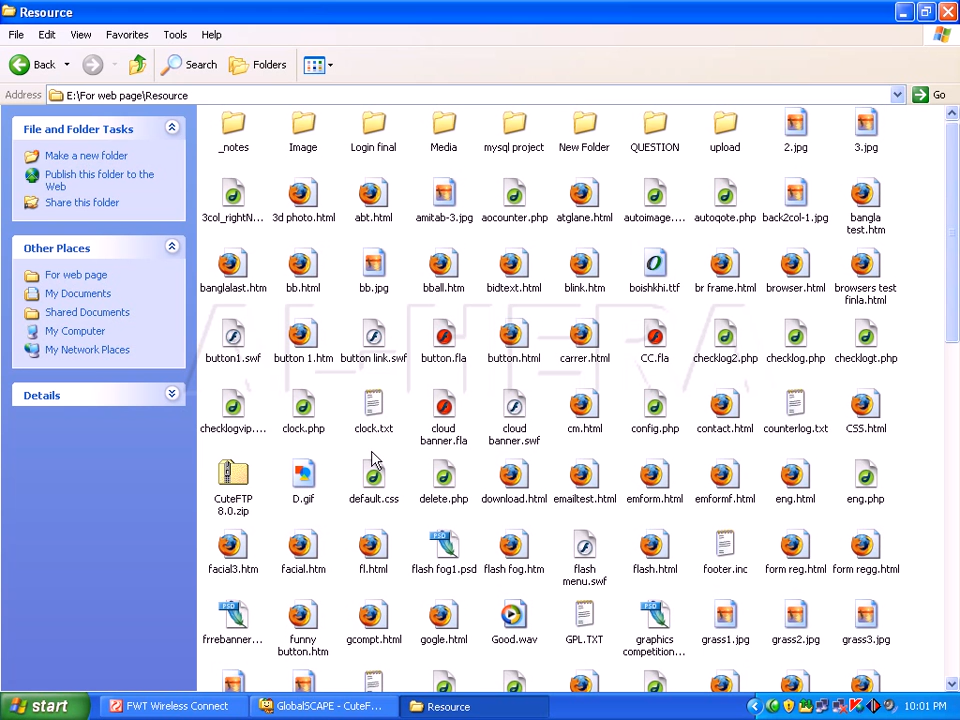 Resource
File Edit View Favorites Tools Help
Back Search Folders
Address E:\For web page\Resource Go
File and Folder Tasks
Make a new folder
Publish this folder to the
Web
Share this folder
Other Places
For web page
My Documents
Shared Documents
My Computer
My Network Places
Details
_notes Image Login final Media mysql project New Folder QUESTION upload 2.jpg 3.jpg
3col_rightN... 3d photo.html abt.html amitab-3.jpg aocounter.php atglane.html autoimage.... autoqote.php back2col-1.jpg bangla
test.htm
banglalast.htm bb.html bb.jpg bball.htm bidtext.html blink.htm boishkhi.ttf br frame.html browser.html browsers test
finla.html
button1.swf button 1.htm button link.swf button.fla button.html carrer.html CC.fla checklog2.php checklog.php checklogt.php
AL-HERA
checklogvip.... clock.php clock.txt cloud
banner.fla cloud
banner.swf cm.html config.php contact.html counterlog.txt CSS.html
CuteFTP
8.0.zip D.gif default.css delete.php download.html emailtest.html emform.html emformf.html eng.html eng.php
facial3.htm facial.htm fl.html flash fog1.psd flash fog.htm flash
menu.swf flash.html footer.inc form reg.html form regg.html
frrebanner... funny
button.htm gcompt.html gogle.html Good.wav GPL.TXT graphics
competition... grass1.jpg grass2.jpg grass3.jpg
start FWT Wireless Connect GlobalSCAPE - CuteF... Resource 10:01 PM